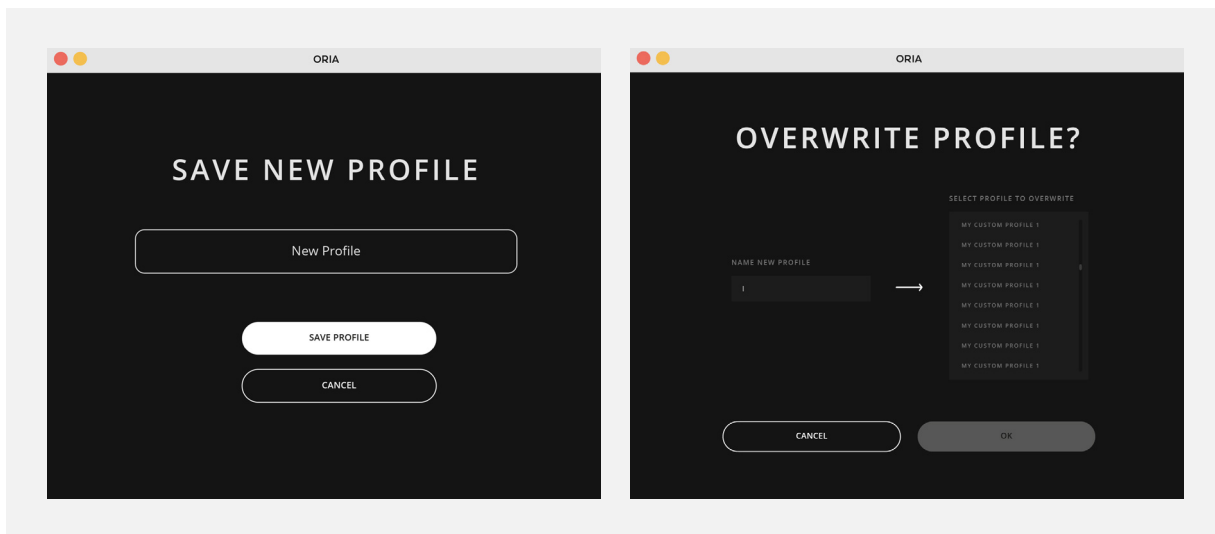 ORIA
SAVE NEW PROFILE
New Profile
SAVE PROFILE
CANCEL
ORIA
OVERWRITE PROFILE?
SELECT PROFILE TO OVERWRITE
MY CUSTOM PROFILE 1
MY CUSTOM PROFILE 1
MY CUSTOM PROFILE 1
MY CUSTOM PROFILE 1
MY CUSTOM PROFILE 1
MY CUSTOM PROFILE 1
MY CUSTOM PROFILE 1
MY CUSTOM PROFILE 1
NAME NEW PROFILE
CANCEL
OK